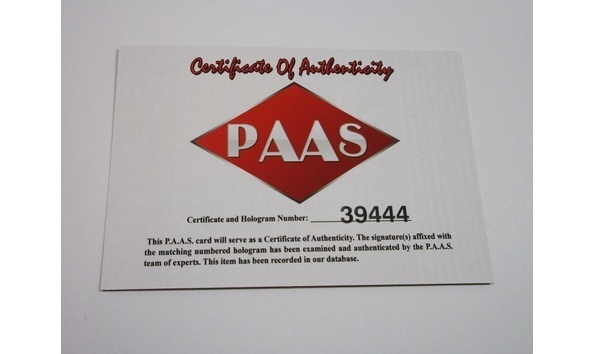 Certificate Of Authenticity
PAAS
Certificate and Hologram Number: 39444
This P.A.A.S. card will serve as a Certificate of Authenticity. The signature(s) affixed with
the matching numbered hologram has been examined and authenticated by the P.A.A.S.
team of experts. This item has been recorded in our database.